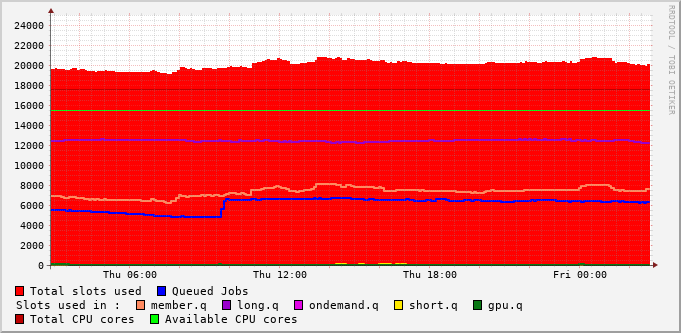 RRDTOOL / TOBI OETIKER
24000
22000
20000
18000
16000
14000
12000
10000
8000
6000
4000
2000
0
Thu 06:00 Thu 12:00 Thu 18:00 Fri 00:00
Total slots used Queued Jobs
Slots used in : member.q long.q ondemand.q short.q gpu.q
Total CPU cores Available CPU cores